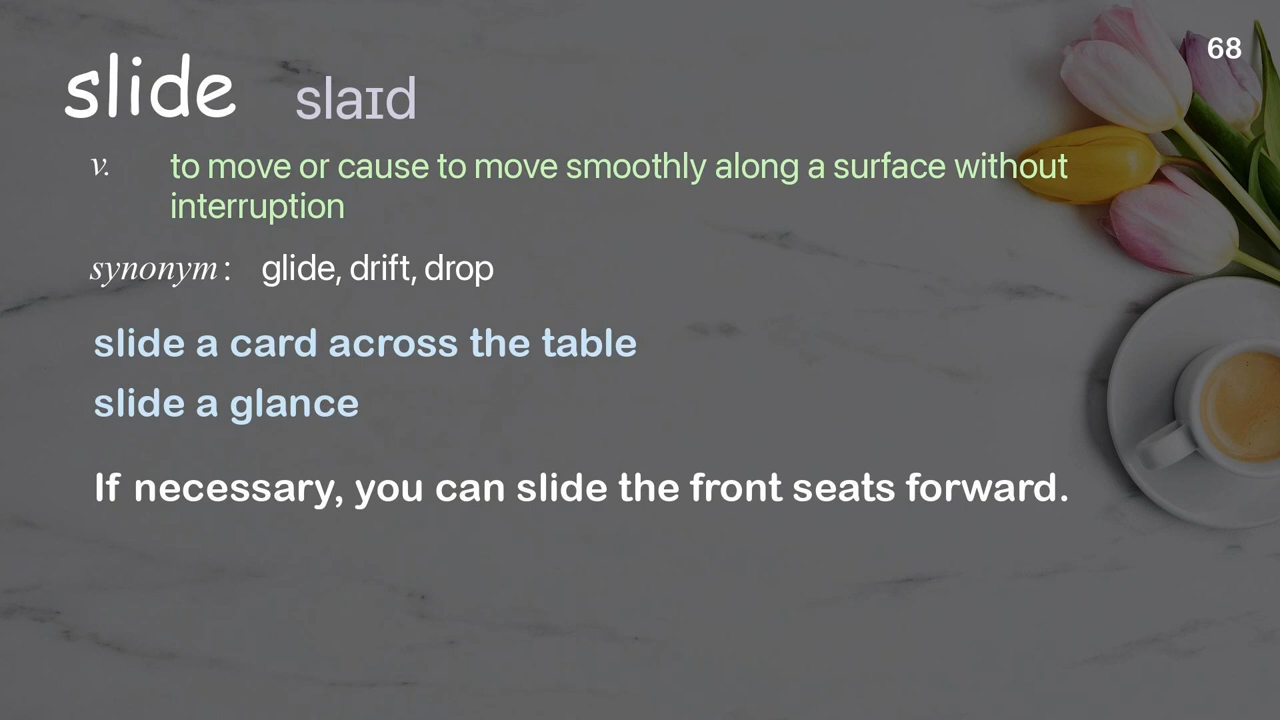 68
slide slaɪd
v. to move or cause to move smoothly along a surface without
interruption
synonym: glide, drift, drop
slide a card across the table
slide a glance
If necessary, you can slide the front seats forward.